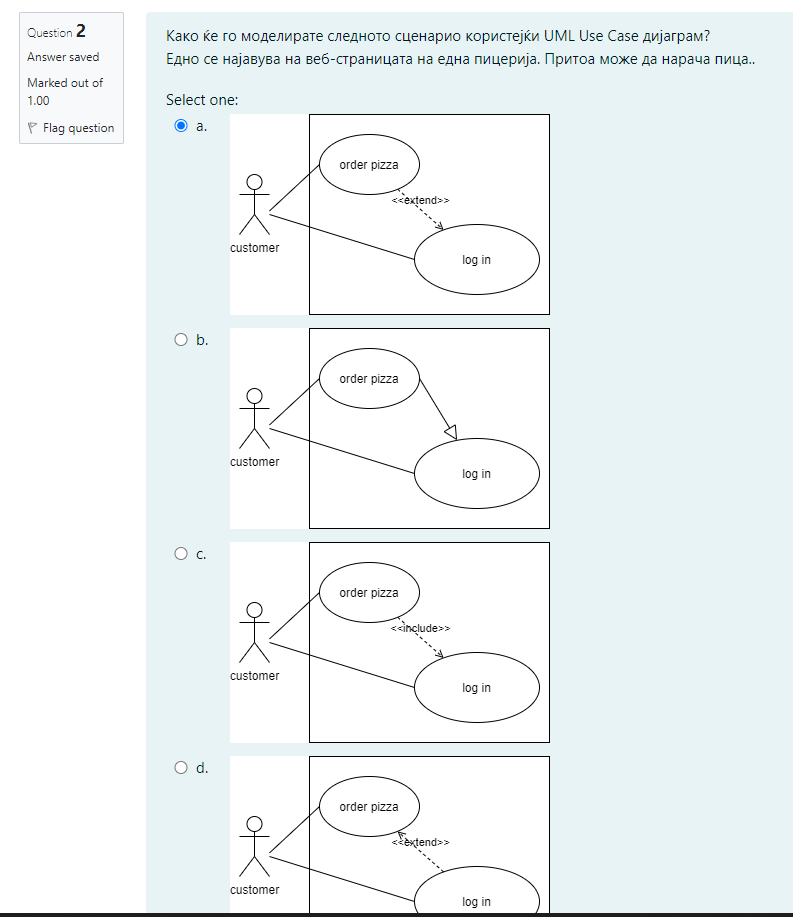 Question 2
Answer saved
Marked out of
1.00
Flag question
Како ќе го моделирате следното сценарио користејќи UML Use Case дијаграм?
Едно се најавува на веб-страницата на една пицерија. Притоа може да нарача пица..
Select one:
a.
order pizza
<<extend>>
customer
log in
b.
order pizza
customer
log in
c.
order pizza
<<include>>
customer
log in
d.
order pizza
<<extend>>
customer
log in